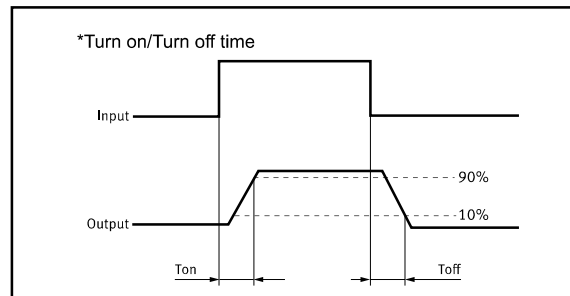 *Turn on/Turn off time
Input
90%
10%
Output
Ton
Toff